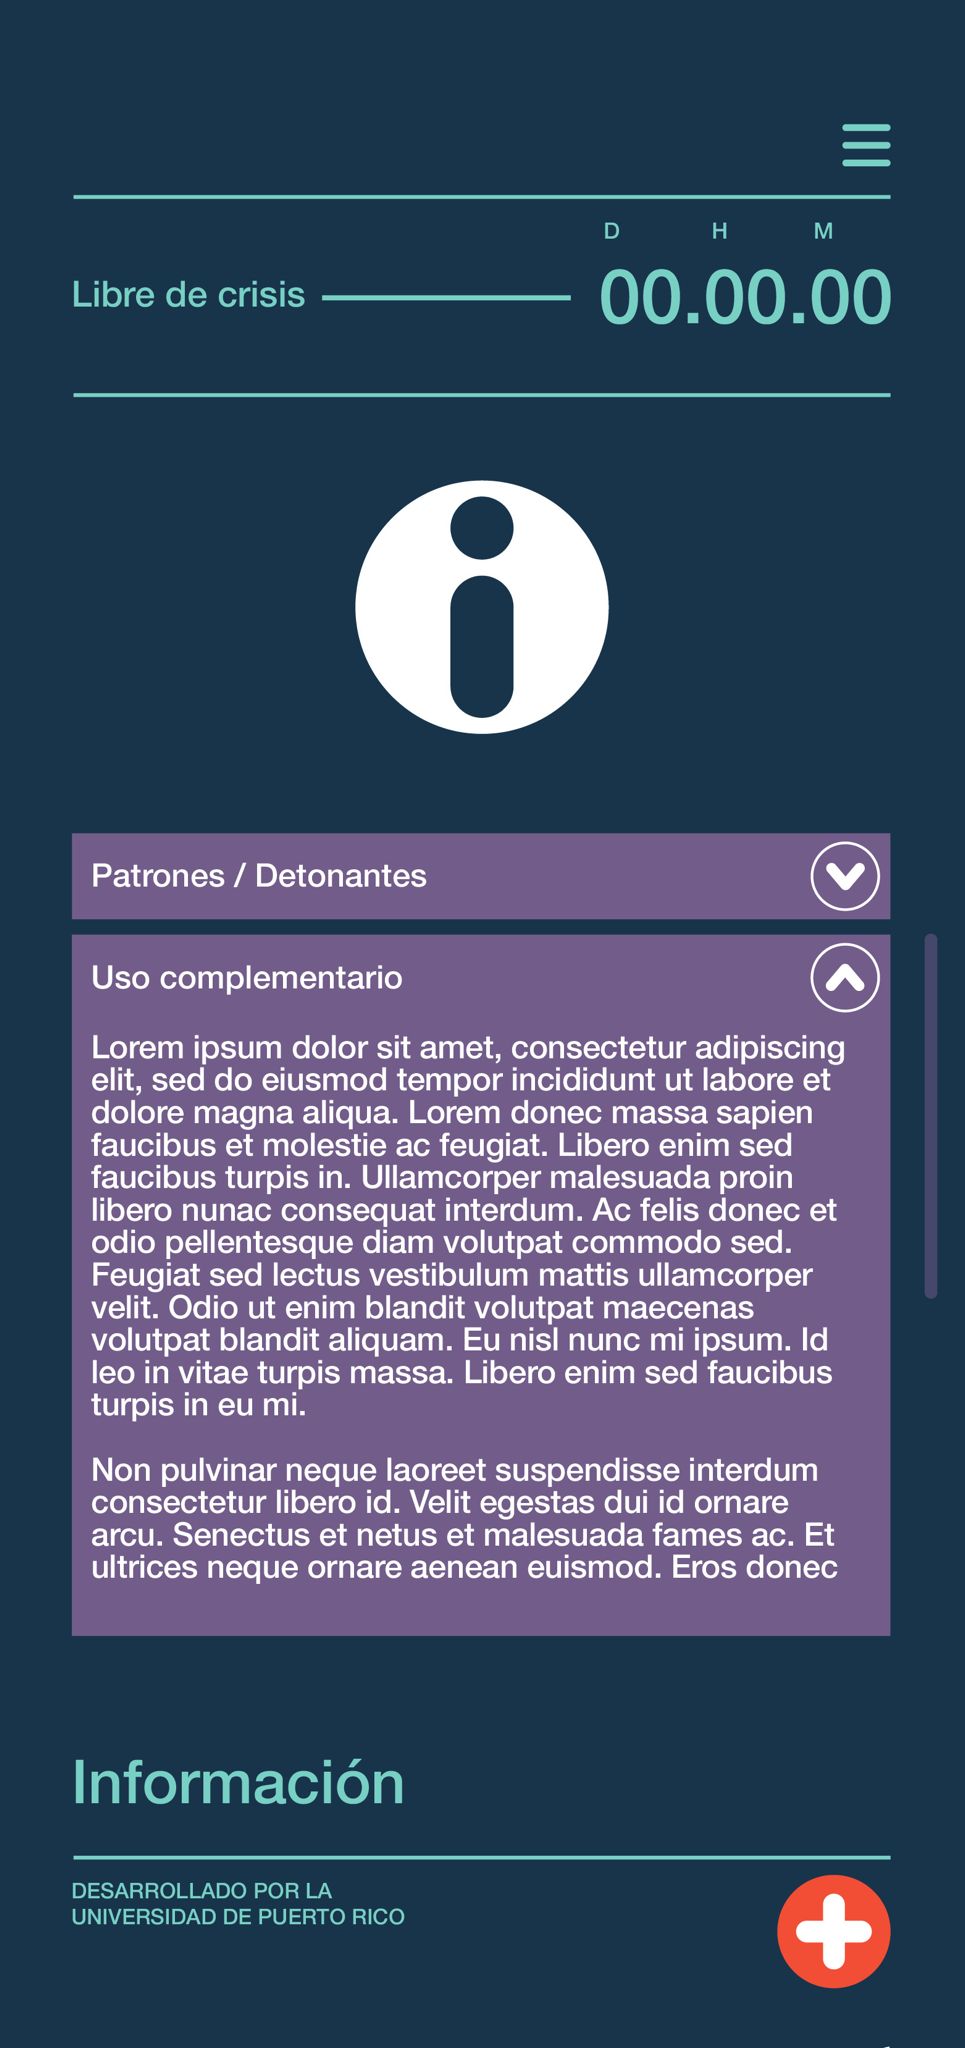 D H M
Libre de crisis 00.00.00
Patrones / Detonantes
Uso complementario
Lorem ipsum dolor sit amet, consectetur adipiscing
elit, sed do eiusmod tempor incididunt ut labore et
dolore magna aliqua. Lorem donec massa sapien
faucibus et molestie ac feugiat. Libero enim sed
faucibus turpis in. Ullamcorper malesuada proin
libero nunc consequat interdum. Ac felis donec et
odio pellentesque diam volutpat commodo sed.
Feugiat sed lectus vestibulum mattis ullamcorper
velit. Odio ut enim blandit volutpat maecenas
volutpat blandit aliquam. Eu nisl nunc mi ipsum. Id
leo in vitae turpis massa. Libero enim sed faucibus
turpis in eu mi.
Non pulvinar neque laoreet suspendisse interdum
consectetur libero id. Velit egestas dui id ornare
arcu. Senectus et netus et malesuada fames ac. Et
ultrices neque ornare aenean euismod. Eros donec
Información
DESARROLLADO POR LA
UNIVERSIDAD DE PUERTO RICO